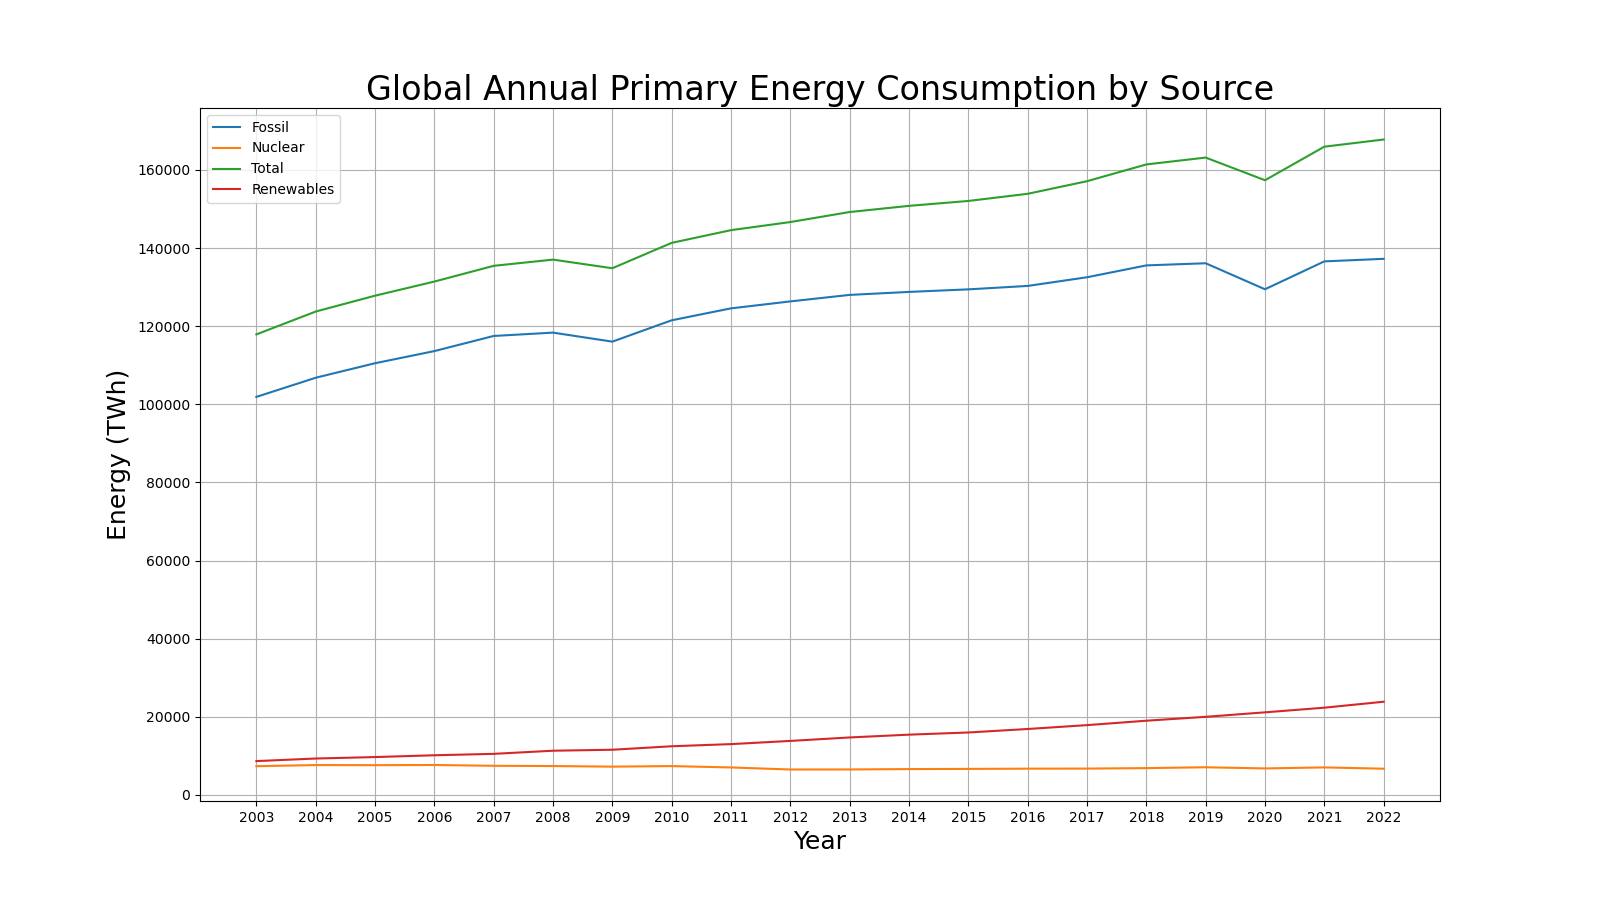 Global Annual Primary Energy Consumption by Source
Fossil
Nuclear
Total
Renewables
160000
140000
120000
100000
80000
60000
40000
20000
0
Energy (TWh)
2003 2004 2005 2006 2007 2008 2009 2010 2011 2012 2013 2014 2015 2016 2017 2018 2019 2020 2021 2022
Year